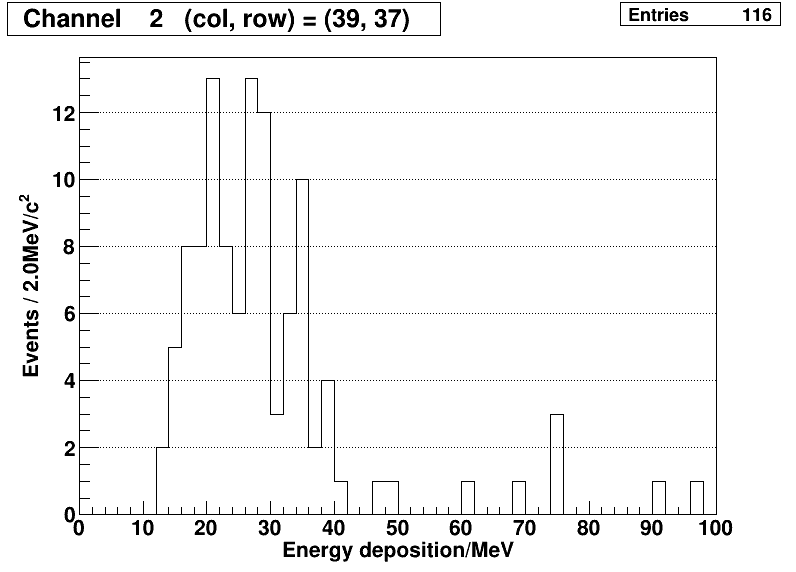 Channel 2 (col, row) = (39, 37)
Entries 116
Events / 2.0MeV/c²
12
10
8
6
4
2
0
0 10 20 30 40 50 60 70 80 90 100
Energy deposition/MeV